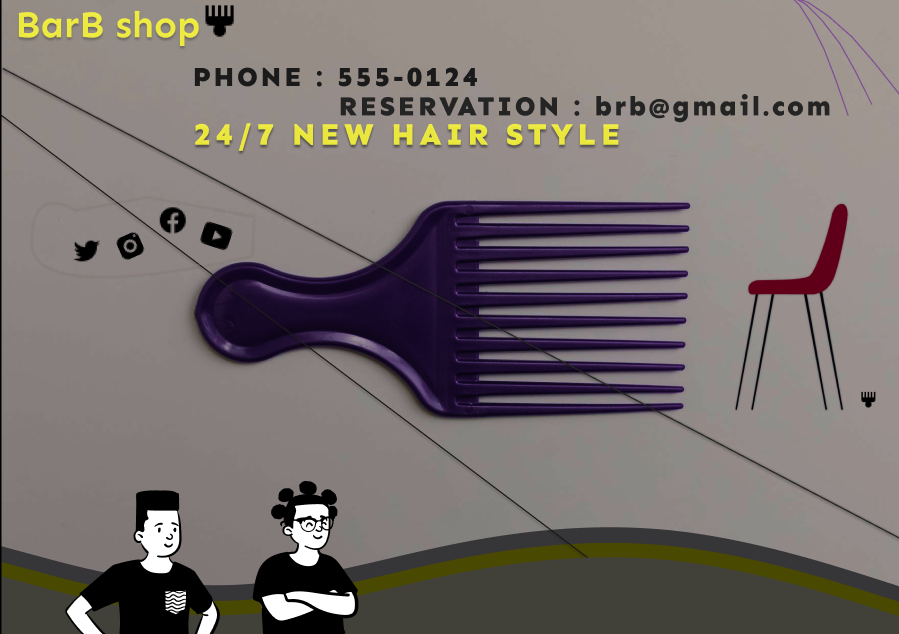 BarB shop
PHONE : 555-0124
RESERVATION : brb@gmail.com
24/7 NEW HAIR STYLE